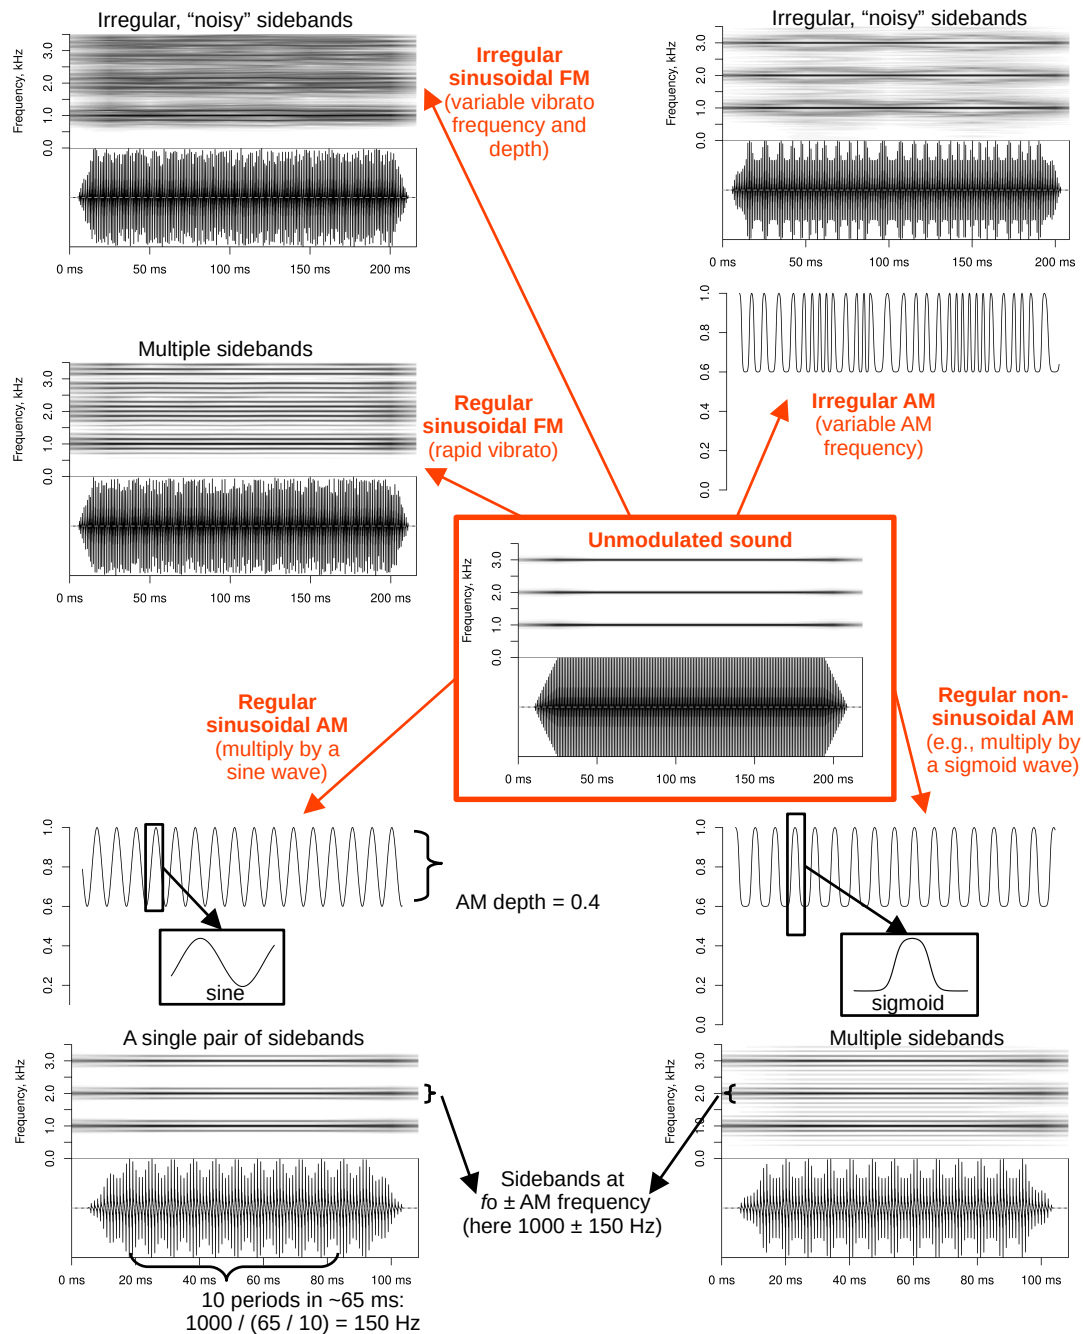 Irregular, “noisy” sidebands
Frequency, kHz
3.0
2.0
1.0
0.0
0 ms
50 ms
100 ms
150 ms
200 ms
Irregular
sinusoidal FM
(variable vibrato
frequency and
depth)
Irregular, “noisy” sidebands
Frequency, kHz
3.0
2.0
1.0
0.0
0 ms
50 ms
100 ms
150 ms
200 ms
1.0
0.8
0.6
0.4
0.2
0.0
Irregular AM
(variable AM
frequency)
Multiple sidebands
Frequency, kHz
3.0
2.0
1.0
0.0
0 ms
50 ms
100 ms
150 ms
200 ms
Regular
sinusoidal FM
(rapid vibrato)
Unmodulated sound
Frequency, kHz
3.0
2.0
1.0
0.0
0 ms
50 ms
100 ms
150 ms
200 ms
Regular
sinusoidal AM
(multiply by a
sine wave)
Regular non-
sinusoidal AM
(e.g., multiply by
a sigmoid wave)
1.0
0.8
0.6
0.4
0.2
sine
AM depth = 0.4
1.0
0.8
0.6
0.4
0.2
0.0
sigmoid
A single pair of sidebands
Frequency, kHz
3.0
2.0
1.0
0.0
0 ms
20 ms
40 ms
60 ms
80 ms
100 ms
10 periods in ~65 ms:
1000 / (65 / 10) = 150 Hz
Sidebands at
fo ± AM frequency
(here 1000 ± 150 Hz)
Multiple sidebands
Frequency, kHz
3.0
2.0
1.0
0.0
0 ms
20 ms
40 ms
60 ms
80 ms
100 ms